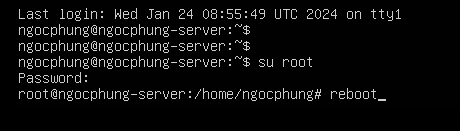 Last login: Wed Jan 24 08:55:49 UTC 2024 on tty1
ngocphung@ngocphung-server:~$
ngocphung@ngocphung-server:~$
ngocphung@ngocphung-server:~$ su root
Password:
root@ngocphung-server:/home/ngocphung# reboot_